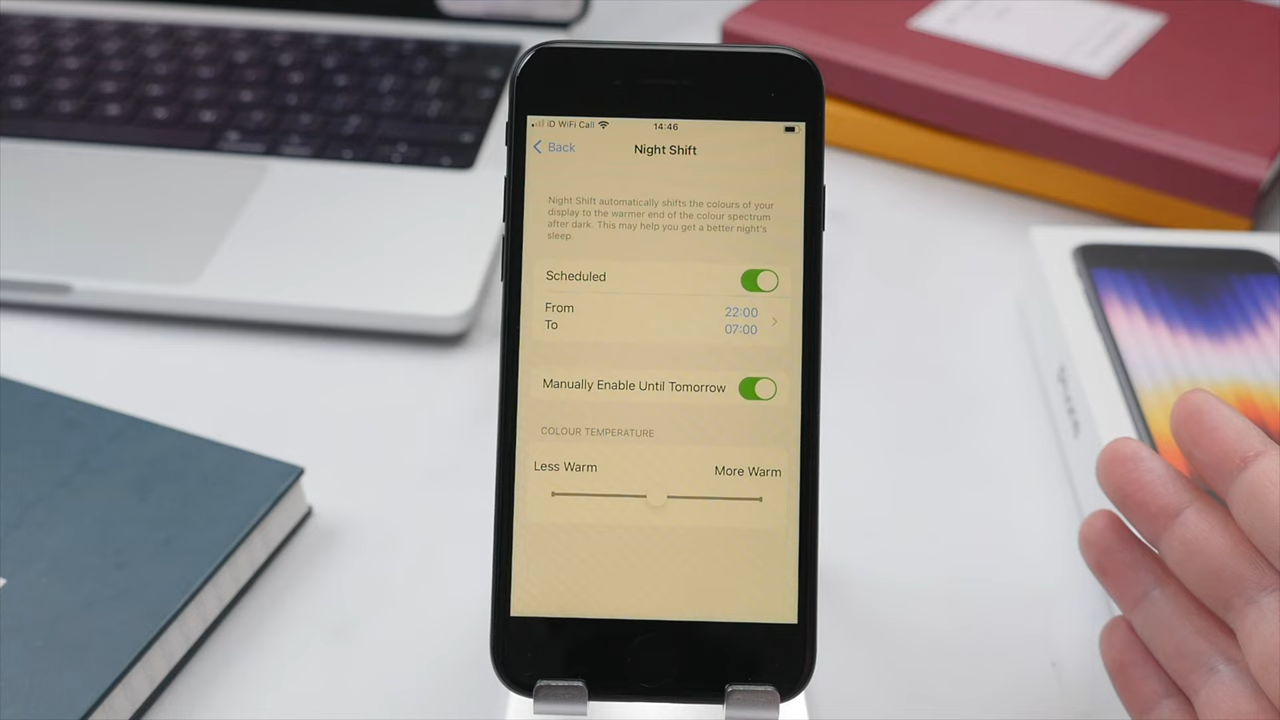 iD WiFi Call 14:46
Back Night Shift
Night Shift automatically shifts the colours of your
display to the warmer end of the colour spectrum
after dark. This may help you get a better night's
sleep.
Scheduled
From 22:00
To 07:00
Manually Enable Until Tomorrow
COLOUR TEMPERATURE
Less Warm More Warm